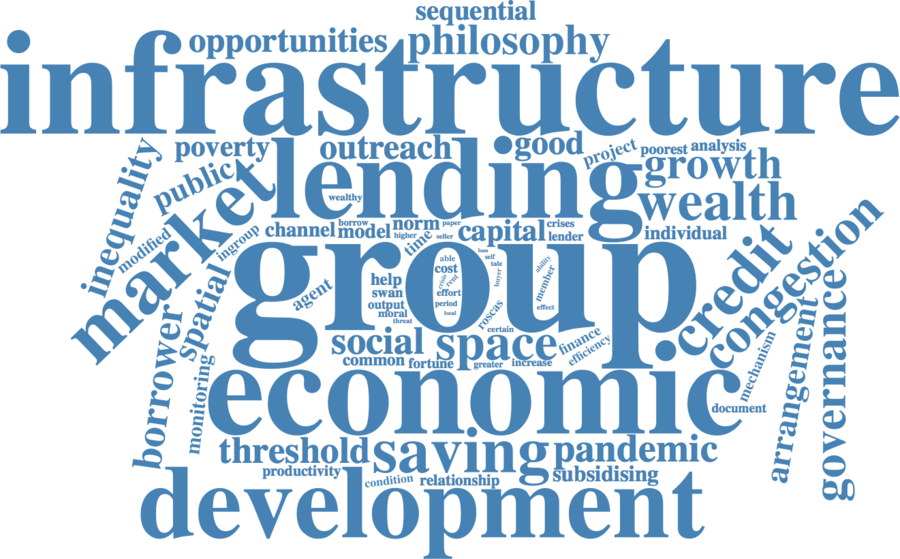 sequential
opportunities philosophy
infrastructure
poverty outreach good project poorest analysis
inequality public lending growth
market wealthy wealth
modified ingroup channel borrow model norm paper capital crises individual
higher time seller lender
group credit congestion
spatial agent help able cost loan self tale ability member
swan crisis rent effort buyer
output period effect
moral local roscas
threat certain
social space finance efficiency
common fortune greater increase
borrower monitoring economic mechanism arrangement governance
document
threshold saving pandemic
productivity condition relationship subsidising
development